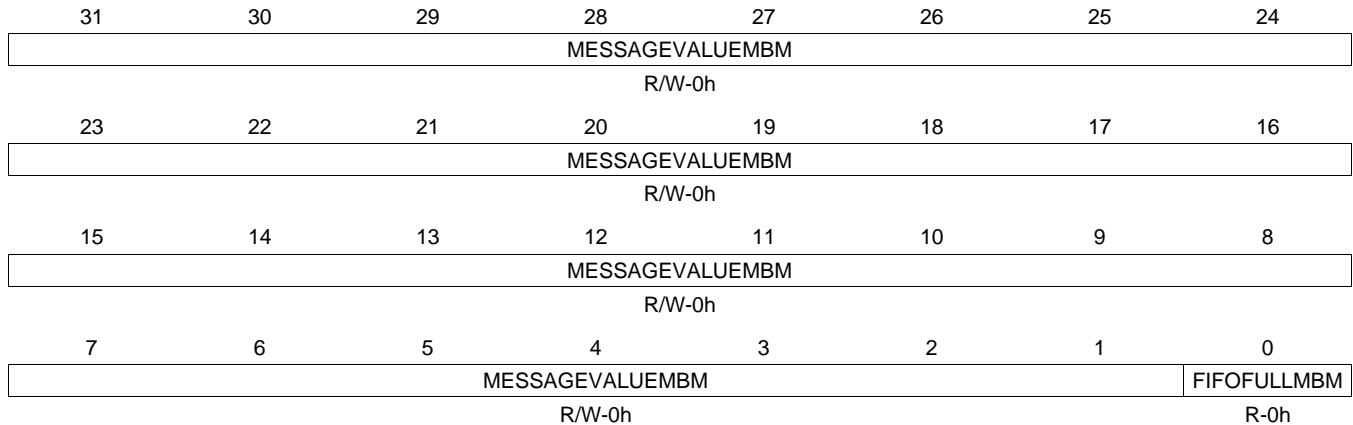 31 30 29 28 27 26 25 24
MESSAGEVALUEMBM
R/W-0h
23 22 21 20 19 18 17 16
MESSAGEVALUEMBM
R/W-0h
15 14 13 12 11 10 9 8
MESSAGEVALUEMBM
R/W-0h
7 6 5 4 3 2 1 0
MESSAGEVALUEMBM FIFOFULLMBM
R/W-0h R-0h